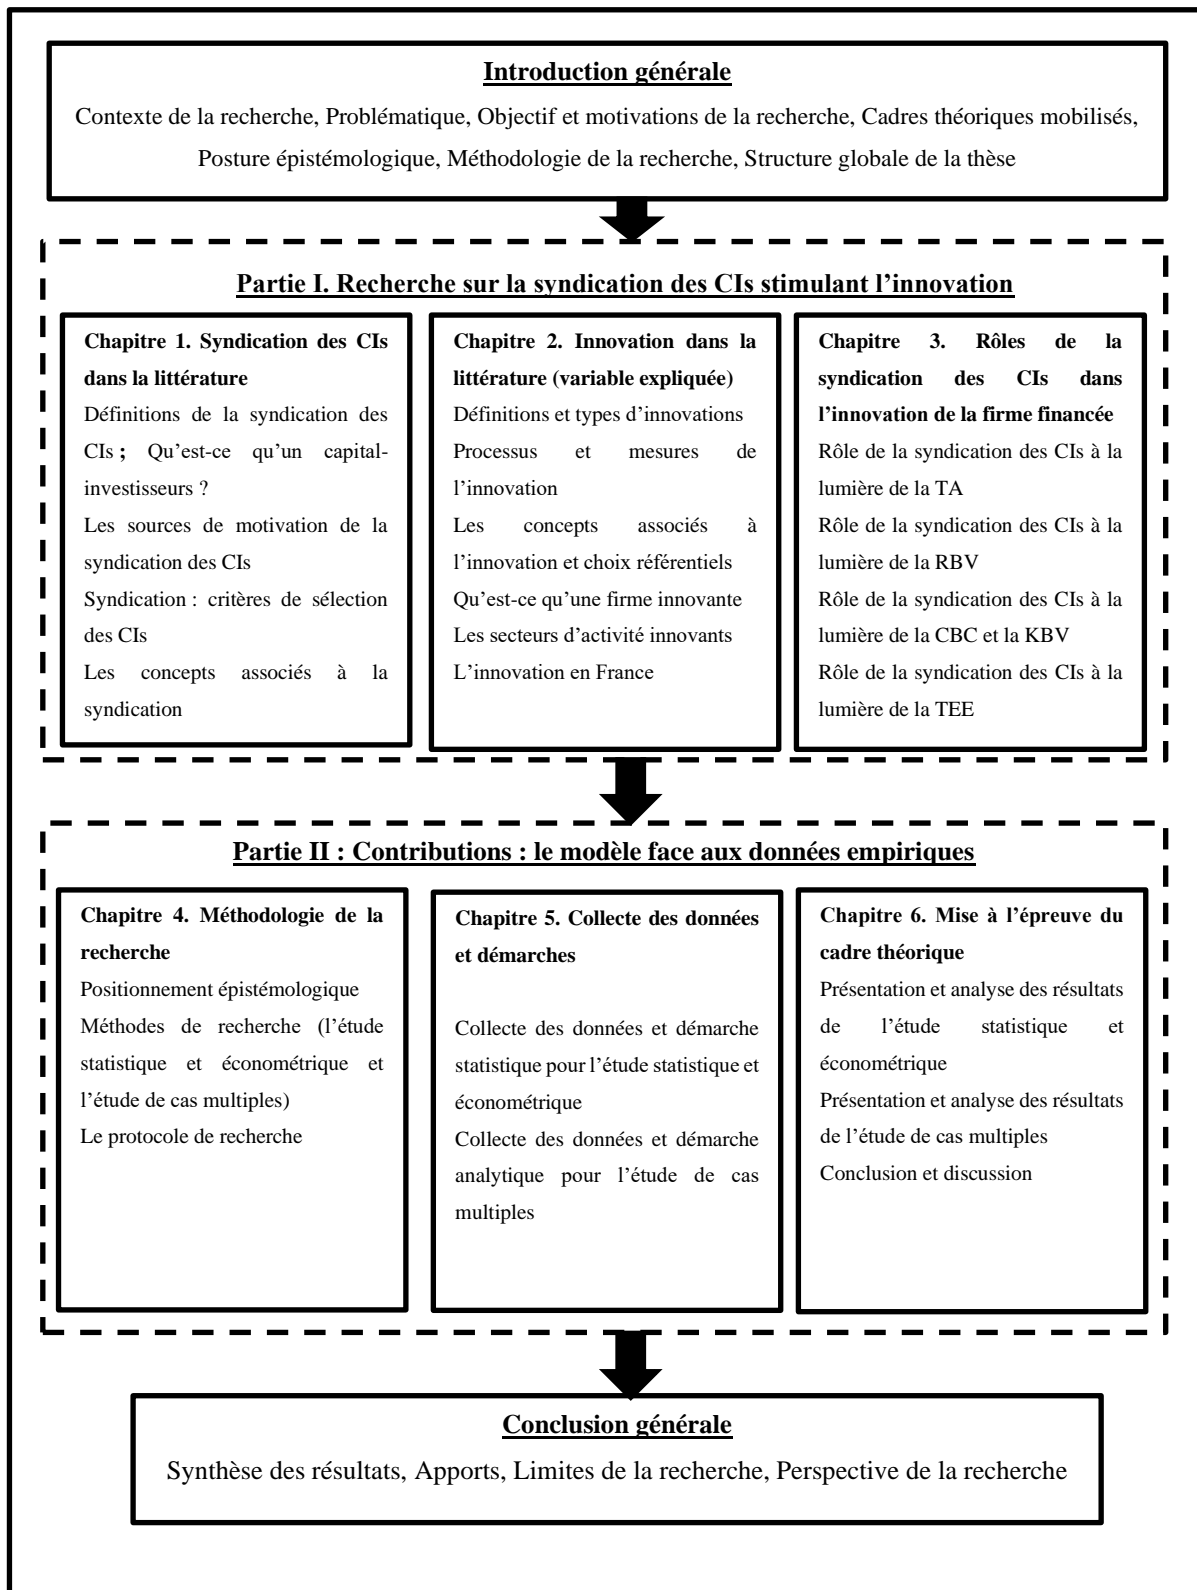 Introduction générale
Contexte de la recherche, Problématique, Objectif et motivations de la recherche, Cadres théoriques mobilisés,
Posture épistémologique, Méthodologie de la recherche, Structure globale de la thèse
Partie I. Recherche sur la syndication des CIs stimulant l’innovation
Chapitre 1. Syndication des CIs
dans la littérature
Définitions de la syndication des
CIs ; Qu’est-ce qu’un capital-
investisseurs ?
Les sources de motivation de la
syndication des CIs
Syndication : critères de sélection
des CIs
Les concepts associés à la
syndication
Chapitre 2. Innovation dans la
littérature (variable expliquée)
Définitions et types d’innovations
Processus et mesures de
l’innovation
Les concepts associés à
l’innovation et choix référentiels
Qu’est-ce qu’une firme innovante
Les secteurs d’activité innovants
L’innovation en France
Chapitre 3. Rôles de la
syndication des CIs dans
l’innovation de la firme financée
Rôle de la syndication des CIs à la
lumière de la TA
Rôle de la syndication des CIs à la
lumière de la RBV
Rôle de la syndication des CIs à la
lumière de la CBC et la KBV
Rôle de la syndication des CIs à la
lumière de la TEE
Partie II : Contributions : le modèle face aux données empiriques
Chapitre 4. Méthodologie de la
recherche
Positionnement épistémologique
Méthodes de recherche (l’étude
statistique et économétrique et
l’étude de cas multiples)
Le protocole de recherche
Chapitre 5. Collecte des données
et démarches
Collecte des données et démarche
statistique pour l’étude statistique et
économétrique
Collecte des données et démarche
analytique pour l’étude de cas
multiples
Chapitre 6. Mise à l’épreuve du
cadre théorique
Présentation et analyse des résultats
de l’étude statistique et
économétrique
Présentation et analyse des résultats
de l’étude de cas multiples
Conclusion et discussion
Conclusion générale
Synthèse des résultats, Apports, Limites de la recherche, Perspective de la recherche